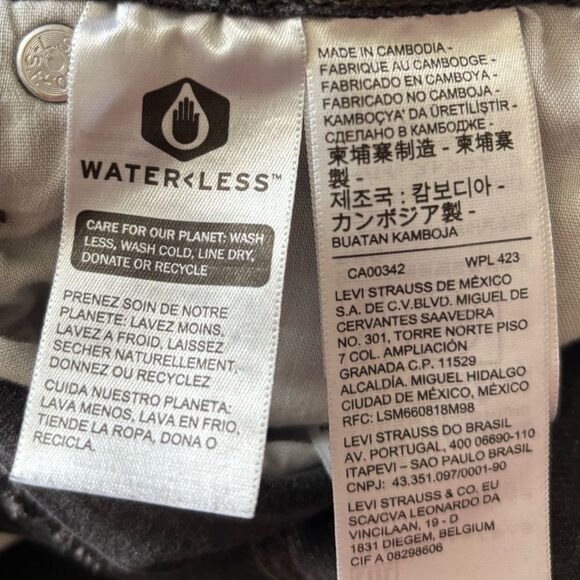 WATER<LESS™
CARE FOR OUR PLANET: WASH
LESS, WASH COLD, LINE DRY,
DONATE OR RECYCLE
PRENEZ SOIN DE NOTRE
PLANETE: LAVEZ MOINS,
LAVEZ A FROID, LAISSEZ
SECHER NATURELLEMENT,
DONNEZ OU RECYCLEZ
CUIDA NUESTRO PLANETA:
LAVA MENOS, LAVA EN FRIO,
TIENDE LA ROPA, DONA O
RECICLA.
MADE IN CAMBODIA -
FABRIQUE AU CAMBODGE -
FABRICADO EN CAMBOYA -
FABRICADO NO CAMBOJA -
KAMBOÇYA' DA ÜRETİLİŞTİR -
СДЕЛАНО В КАМБОДЖЕ -
柬埔寨制造 - 柬埔寨
製 -
제조국 : 캄보디아 -
カンボジア製 -
BUATAN KAMBOJA
CA00342 WPL 423
LEVI STRAUSS DE MÉXICO
S.A. DE C.V.BLVD. MIGUEL DE
CERVANTES SAAVEDRA
NO. 301, TORRE NORTE PISO
7 COL. AMPLIACIÓN
GRANADA C.P. 11529
ALCALDÍA. MIGUEL HIDALGO
CIUDAD DE MÉXICO, MÉXICO
RFC: LSM660818M98
LEVI STRAUSS DO BRASIL
AV. PORTUGAL, 400 06690-110
ITAPEVI – SAO PAULO BRASIL
CNPJ: 43.351.097/0001-90
LEVI STRAUSS & CO. EU
SCA/CVA LEONARDO DA
VINCILAAN, 19 - D
1831 DIEGEM, BELGIUM
CIF A 08298606